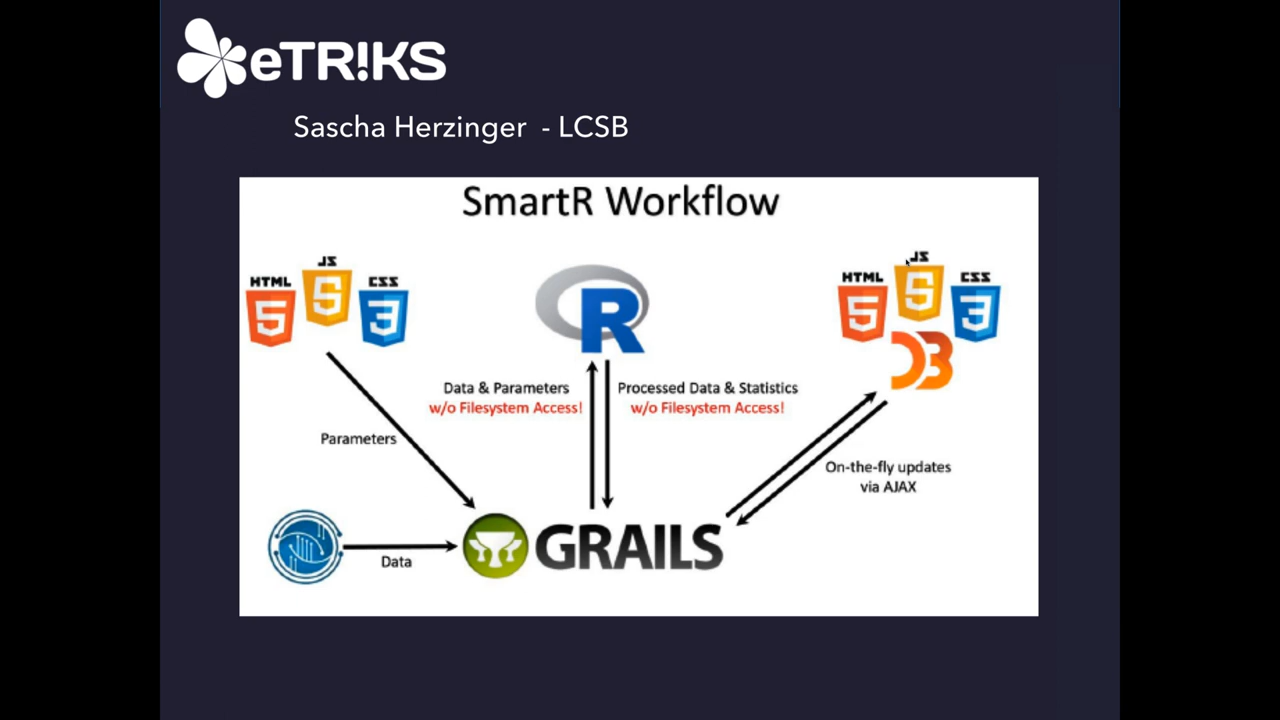 eTR!KS
Sascha Herzinger - LCSB
SmartR Workflow
HTML
JS
CSS
5
5
3
R
HTML
JS
CSS
5
5
3
D3
Data & Parameters
w/o Filesystem Access!
Processed Data & Statistics
w/o Filesystem Access!
Parameters
On-the-fly updates
via AJAX
Data
GRAILS